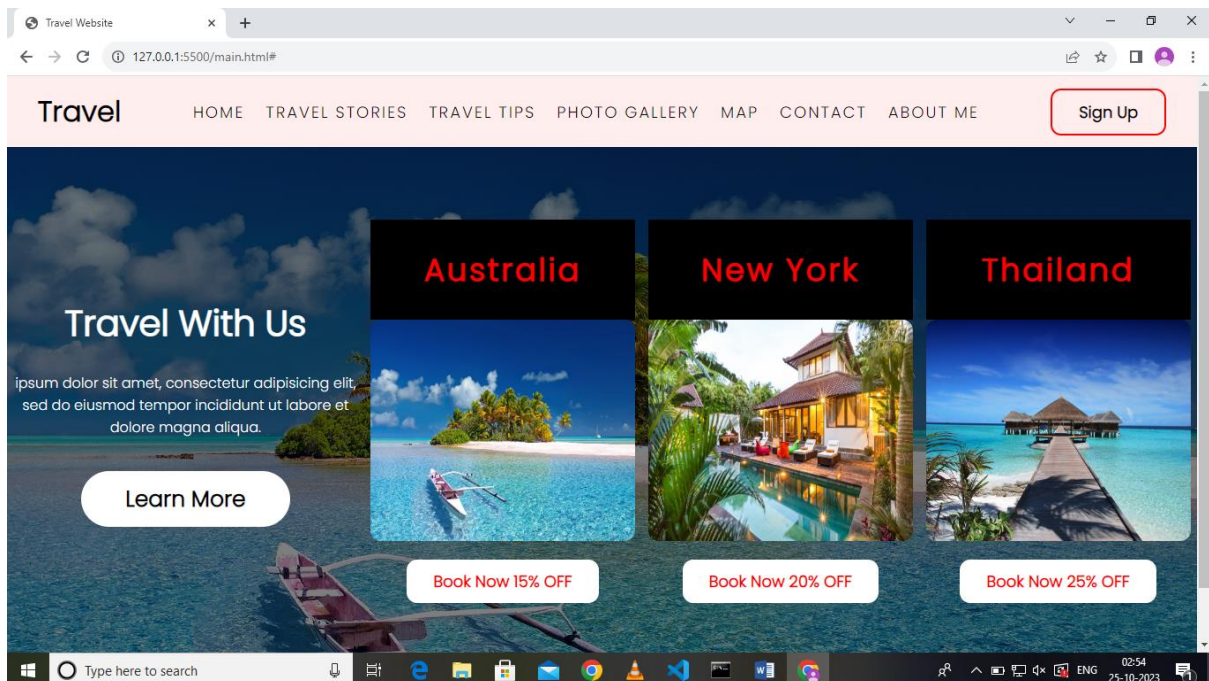 Travel Website
127.0.0.1:5500/main.html#
Travel
HOME TRAVEL STORIES TRAVEL TIPS PHOTO GALLERY MAP CONTACT ABOUT ME
Sign Up
Travel With Us
ipsum dolor sit amet, consectetur adipisicing elit,
sed do eiusmod tempor incididunt ut labore et
dolore magna aliqua.
Learn More
Australia
New York
Thailand
Book Now 15% OFF
Book Now 20% OFF
Book Now 25% OFF
Type here to search
ENG
02:54
25-10-2023